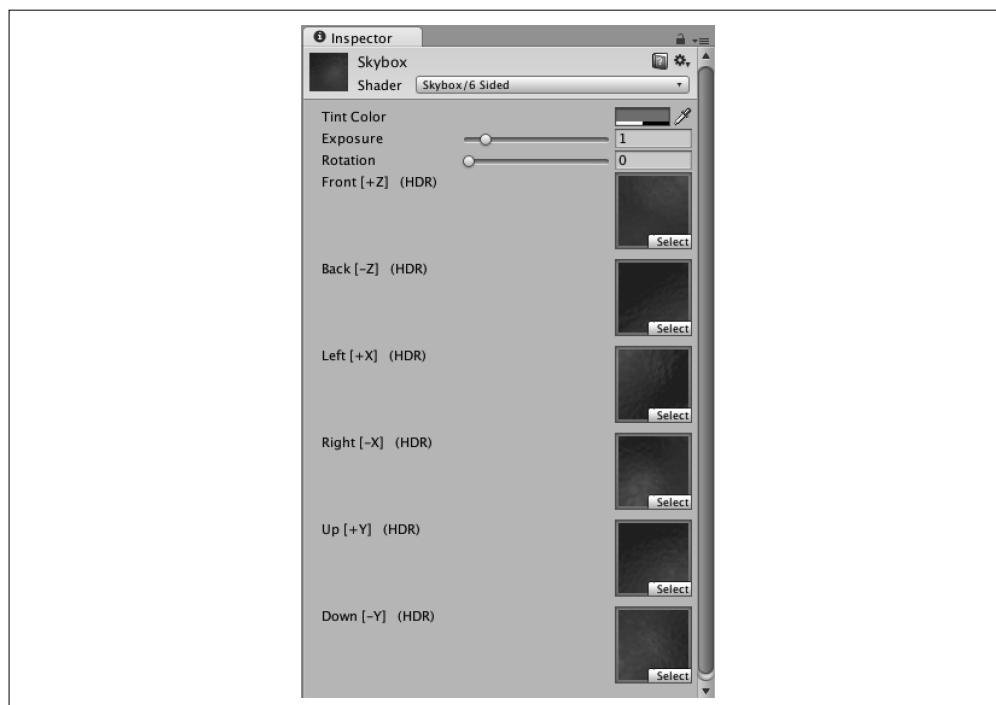 Inspector
Skybox
Shader Skybox/6 Sided
Tint Color
Exposure 1
Rotation 0
Front [+Z] (HDR)
Select
Back [-Z] (HDR)
Select
Left [+X] (HDR)
Select
Right [-X] (HDR)
Select
Up [+Y] (HDR)
Select
Down [-Y] (HDR)
Select